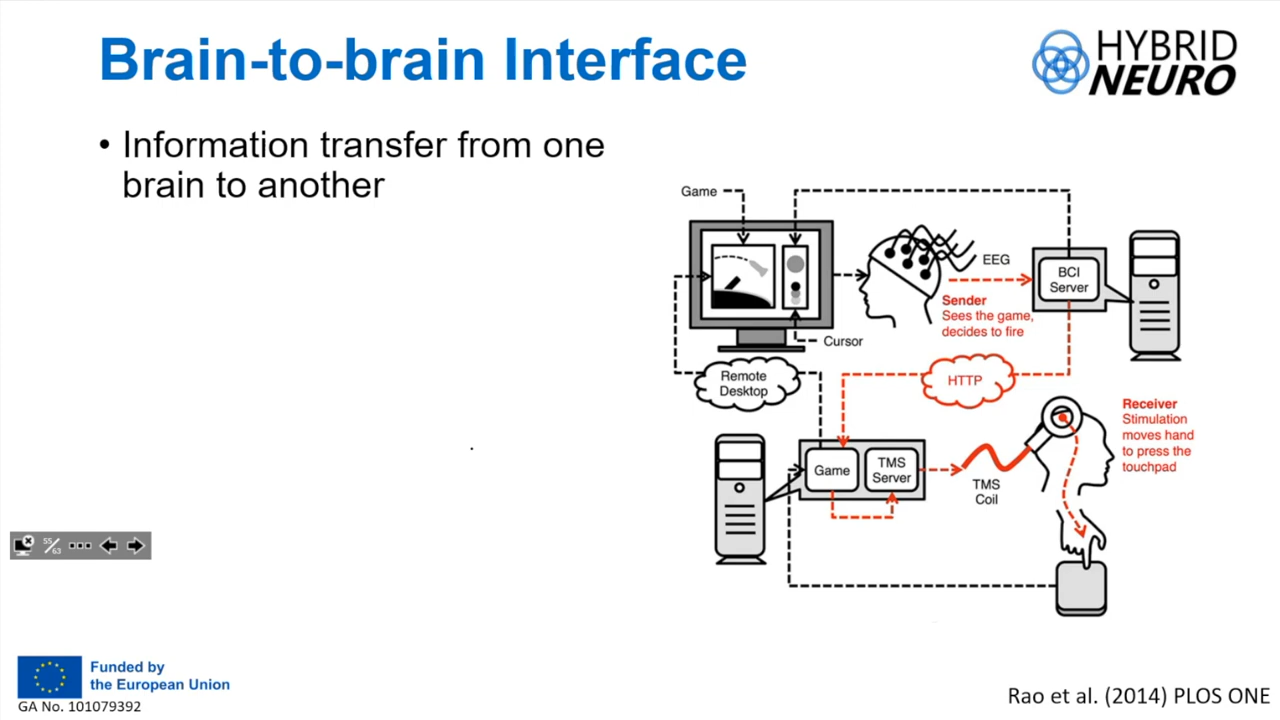 Brain-to-brain Interface
HYBRID
NEURO
• Information transfer from one
brain to another
Game
EEG
BCI
Server
Sender
Sees the game,
decides to fire
Cursor
Remote
Desktop
HTTP
Receiver
Stimulation
moves hand
to press the
touchpad
Game
TMS
Server
TMS
Coil
55/63
Funded by
the European Union
GA No. 101079392
Rao et al. (2014) PLOS ONE